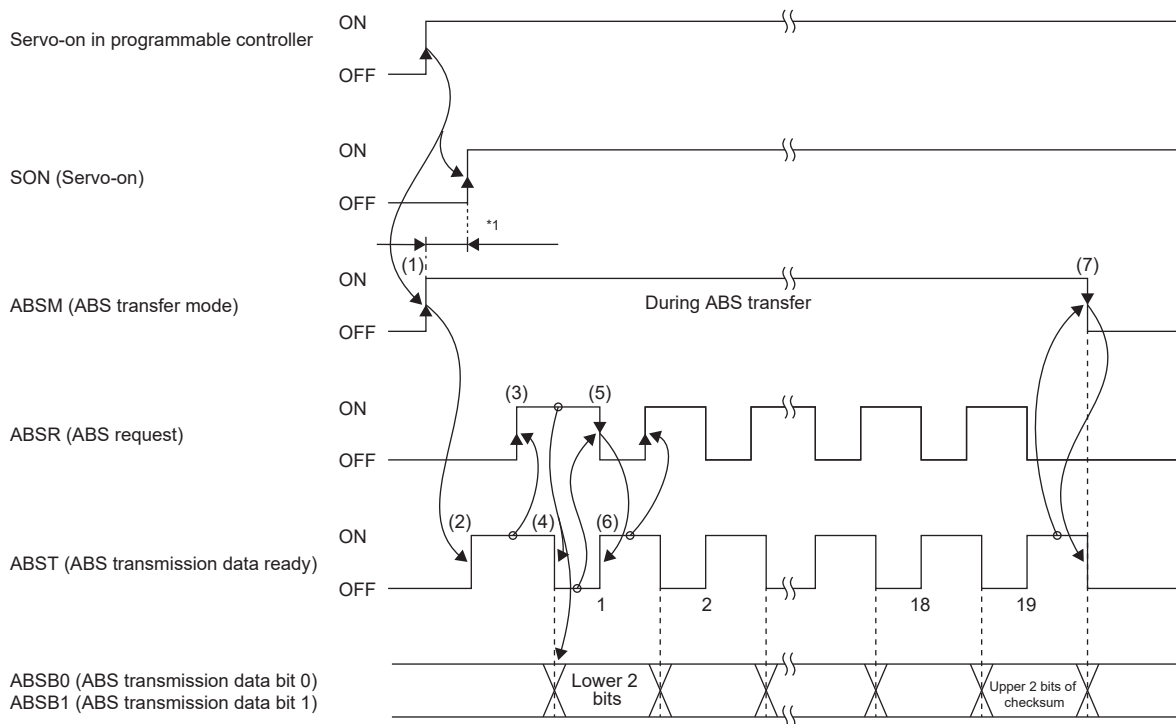 ON
Servo-on in programmable controller
OFF
ON
SON (Servo-on)
OFF
*1
(1)
(7)
ON
ABSM (ABS transfer mode)
During ABS transfer
OFF
(3)
(5)
ON
ABSR (ABS request)
OFF
(2)
(4)
(6)
ON
ABST (ABS transmission data ready)
OFF
1
2
18
19
ABSB0 (ABS transmission data bit 0)
ABSB1 (ABS transmission data bit 1)
Lower 2
bits
Upper 2 bits of
checksum